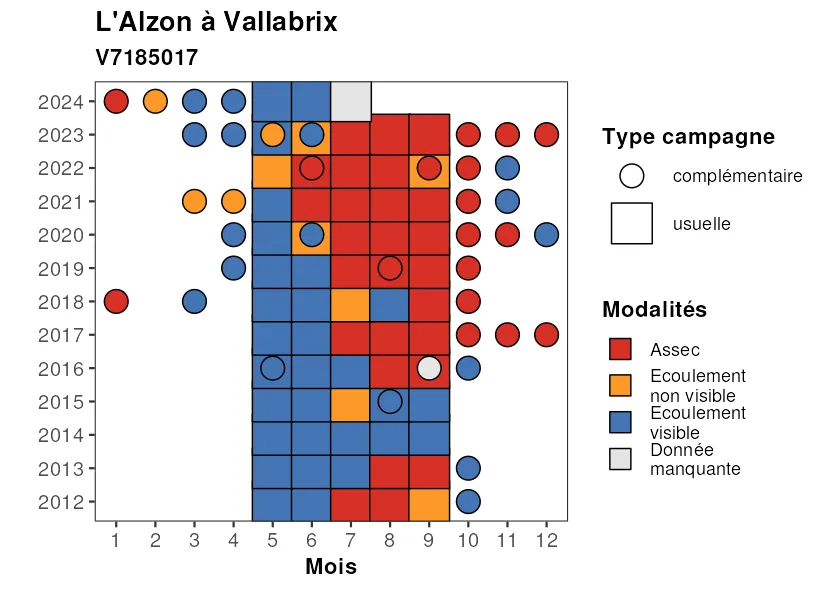 L'Alzon à Vallabrix
V7185017
2024
2023
2022
2021
2020
2019
2018
2017
2016
2015
2014
2013
2012
1 2 3 4 5 6 7 8 9 10 11 12
Mois
Type campagne
complémentaire
usuelle
Modalités
Assec
Ecoulement
non visible
Ecoulement
visible
Donnée
manquante